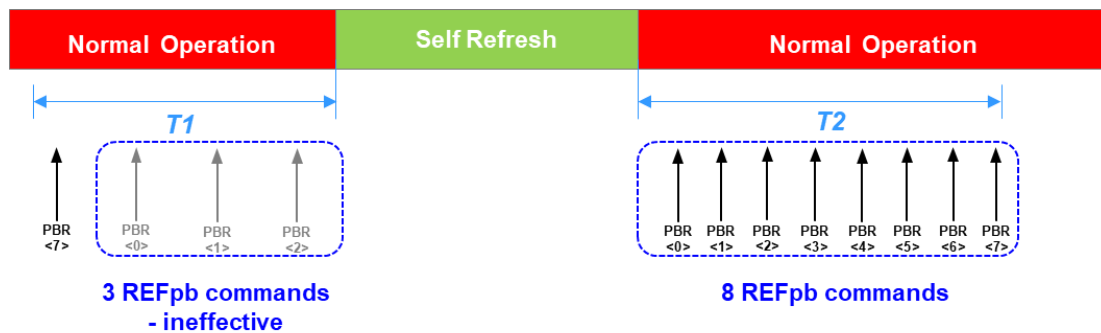 Normal Operation
Self Refresh
Normal Operation
T1
T2
PBR
<7>
PBR
<0>
PBR
<1>
PBR
<2>
PBR
<0>
PBR
<1>
PBR
<2>
PBR
<3>
PBR
<4>
PBR
<5>
PBR
<6>
PBR
<7>
3 REFpb commands
- ineffective
8 REFpb commands